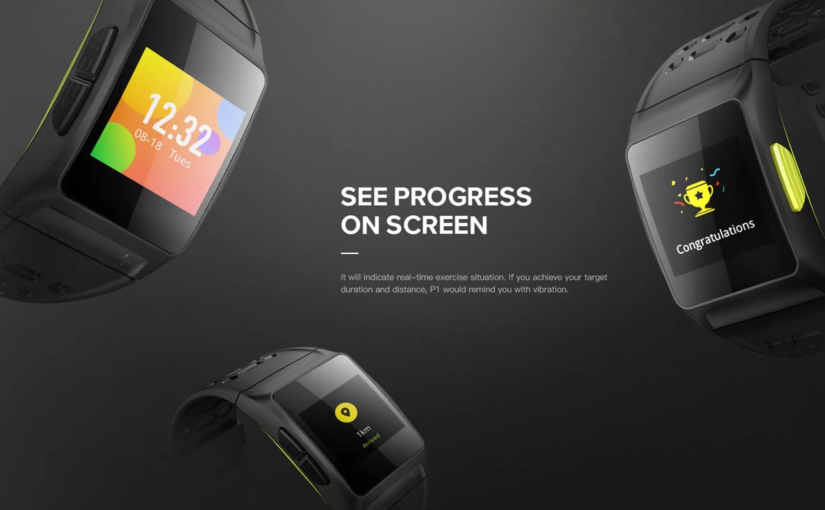 12:32
08-18 Tues
SEE PROGRESS
ON SCREEN
It will indicate real-time exercise situation. If you achieve your target
duration and distance, P1 would remind you with vibration.
Congratulations
1km
Arrived